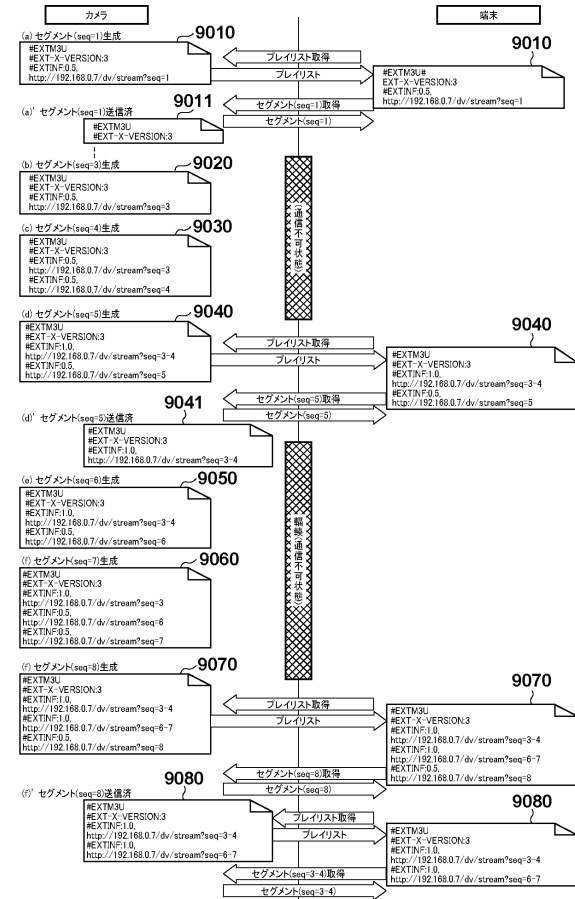 カメラ
端末
(a) セグメント(seq=1)生成
9010
#EXTM3U
#EXT-X-VERSION:3
#EXTINF:0.5,
http://192.168.0.7/dv/stream?seq=1
プレイリスト取得
プレイリスト
9010
#EXTM3U#
EXT-X-VERSION:3
#EXTINF:0.5,
http://192.168.0.7/dv/stream?seq=1
セグメント(seq=1)取得
セグメント(seq=1)
9011
(a)' セグメント(seq=1)送信済
#EXTM3U
#EXT-X-VERSION:3
(b) セグメント(seq=3)生成
9020
#EXTM3U
#EXT-X-VERSION:3
#EXTINF:0.5,
http://192.168.0.7/dv/stream?seq=3
(通信不可状態)
(c) セグメント(seq=4)生成
9030
#EXTM3U
#EXT-X-VERSION:3
#EXTINF:0.5,
http://192.168.0.7/dv/stream?seq=3
#EXTINF:0.5,
http://192.168.0.7/dv/stream?seq=4
(d) セグメント(seq=5)生成
9040
#EXTM3U
#EXT-X-VERSION:3
#EXTINF:1.0,
http://192.168.0.7/dv/stream?seq=3-4
#EXTINF:0.5,
http://192.168.0.7/dv/stream?seq=5
プレイリスト取得
プレイリスト
9040
#EXTM3U
#EXT-X-VERSION:3
#EXTINF:1.0,
http://192.168.0.7/dv/stream?seq=3-4
#EXTINF:0.5,
http://192.168.0.7/dv/stream?seq=5
セグメント(seq=5)取得
セグメント(seq=5)
9041
(d)' セグメント(seq=5)送信済
#EXTM3U
#EXT-X-VERSION:3
#EXTINF:1.0,
http://192.168.0.7/dv/stream?seq=3-4
(e) セグメント(seq=6)生成
9050
#EXTM3U
#EXT-X-VERSION:3
#EXTINF:1.0,
http://192.168.0.7/dv/stream?seq=3-4
#EXTINF:0.5,
http://192.168.0.7/dv/stream?seq=6
輻輳(通信不可状態)
(f) セグメント(seq=7)生成
9060
#EXTM3U
#EXT-X-VERSION:3
#EXTINF:1.0,
http://192.168.0.7/dv/stream?seq=3
#EXTINF:0.5,
http://192.168.0.7/dv/stream?seq=6
#EXTINF:0.5,
http://192.168.0.7/dv/stream?seq=7
(f) セグメント(seq=8)生成
9070
#EXTM3U
#EXT-X-VERSION:3
#EXTINF:1.0,
http://192.168.0.7/dv/stream?seq=3-4
#EXTINF:1.0,
http://192.168.0.7/dv/stream?seq=6-7
#EXTINF:0.5,
http://192.168.0.7/dv/stream?seq=8
プレイリスト取得
プレイリスト
9070
#EXTM3U
#EXT-X-VERSION:3
#EXTINF:1.0,
http://192.168.0.7/dv/stream?seq=3-4
#EXTINF:1.0,
http://192.168.0.7/dv/stream?seq=6-7
#EXTINF:0.5,
http://192.168.0.7/dv/stream?seq=8
セグメント(seq=8)取得
セグメント(seq=8)
9080
(f)' セグメント(seq=8)送信済
#EXTM3U
#EXT-X-VERSION:3
#EXTINF:1.0,
http://192.168.0.7/dv/stream?seq=3-4
#EXTINF:1.0,
http://192.168.0.7/dv/stream?seq=6-7
プレイリスト取得
プレイリスト
9080
#EXTM3U
#EXT-X-VERSION:3
#EXTINF:1.0,
http://192.168.0.7/dv/stream?seq=3-4
#EXTINF:1.0,
http://192.168.0.7/dv/stream?seq=6-7
セグメント(seq=3-4)取得
セグメント(seq=3-4)